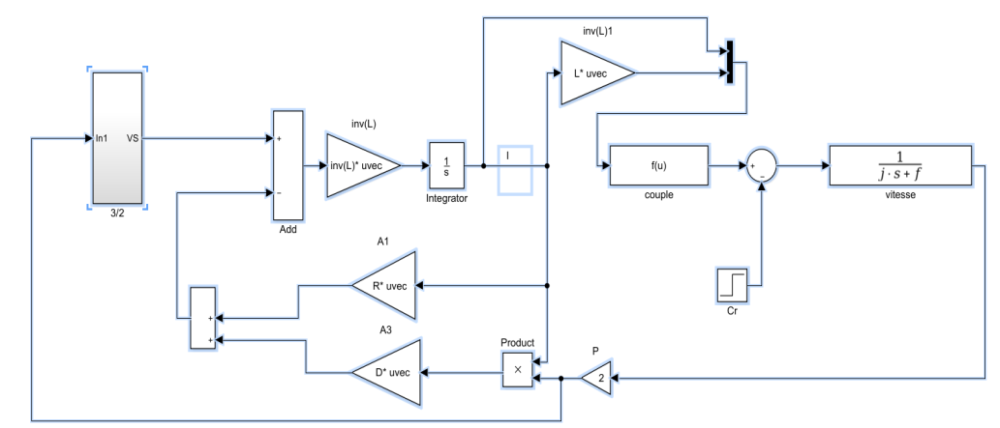 inv(L)1
L* uvec
In1 VS
3/2
+
−
Add
inv(L)
inv(L)* uvec
1
s
Integrator
I
f(u)
couple
+
−
1
j · s + f
vitesse
A1
R* uvec
Cr
+
+
A3
D* uvec
Product
×
P
2